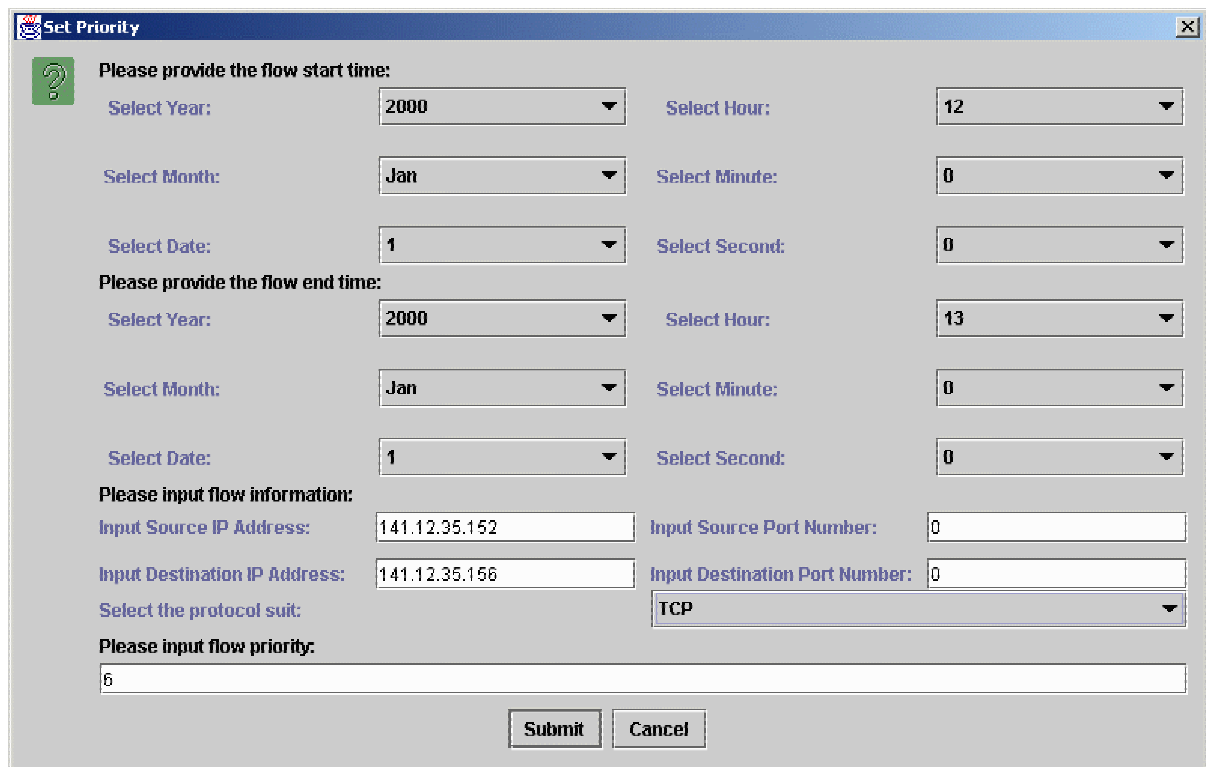 Set Priority
Please provide the flow start time:
Select Year: 2000 Select Hour: 12
Select Month: Jan Select Minute: 0
Select Date: 1 Select Second: 0
Please provide the flow end time:
Select Year: 2000 Select Hour: 13
Select Month: Jan Select Minute: 0
Select Date: 1 Select Second: 0
Please input flow information:
Input Source IP Address: 141.12.35.152 Input Source Port Number: 0
Input Destination IP Address: 141.12.35.156 Input Destination Port Number: 0
Select the protocol suit: TCP
Please input flow priority:
6
Submit Cancel